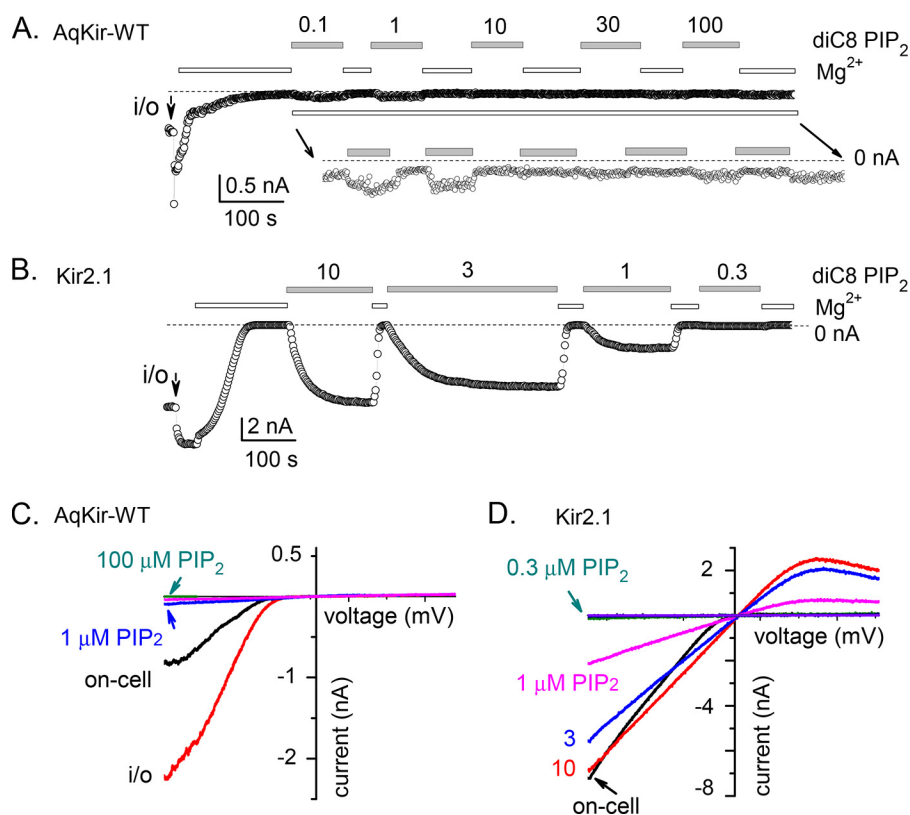 A. AqKir-WT
0.1 1 10 30 100 diC8 PIP2
Mg2+
i/o
0.5 nA
100 s
0 nA
B. Kir2.1
10 3 1 0.3 diC8 PIP2
Mg2+
0 nA
i/o
2 nA
100 s
C. AqKir-WT
100 µM PIP2
0.5
voltage (mV)
1 µM PIP2
on-cell
-1
i/o
-2
current (nA)
D. Kir2.1
0.3 µM PIP2
2
voltage (mV)
1 µM PIP2
-4
3
10
on-cell
-8
current (nA)